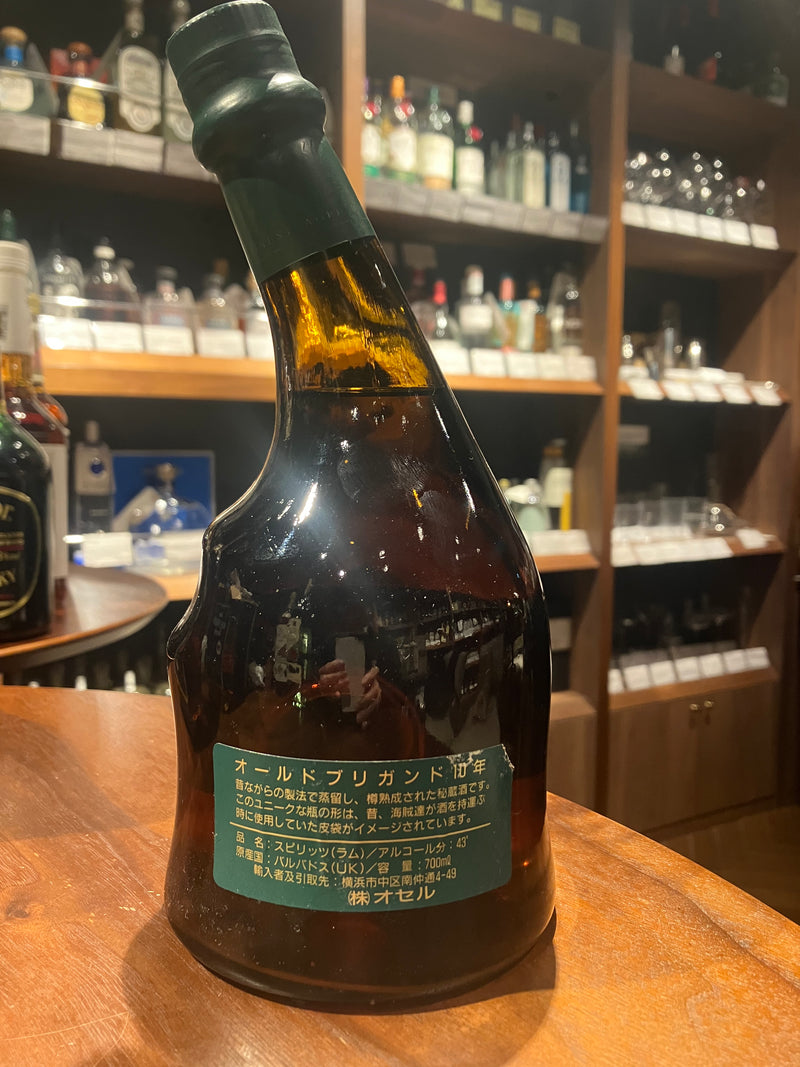 オールドブリガンド 10年
昔ながらの製法で蒸留し、樽熟成された秘蔵酒です。
このユニークな瓶の形は、昔、海賊達が酒を持運ぶ
時に使用していた皮袋がイメージされています。
品 名：スピリッツ(ラム)／アルコール分：43°
原産国：バルバドス(UK)／容 量：700㎖
輸入者及引取先：横浜市中区南仲通4-49
㈱オセル